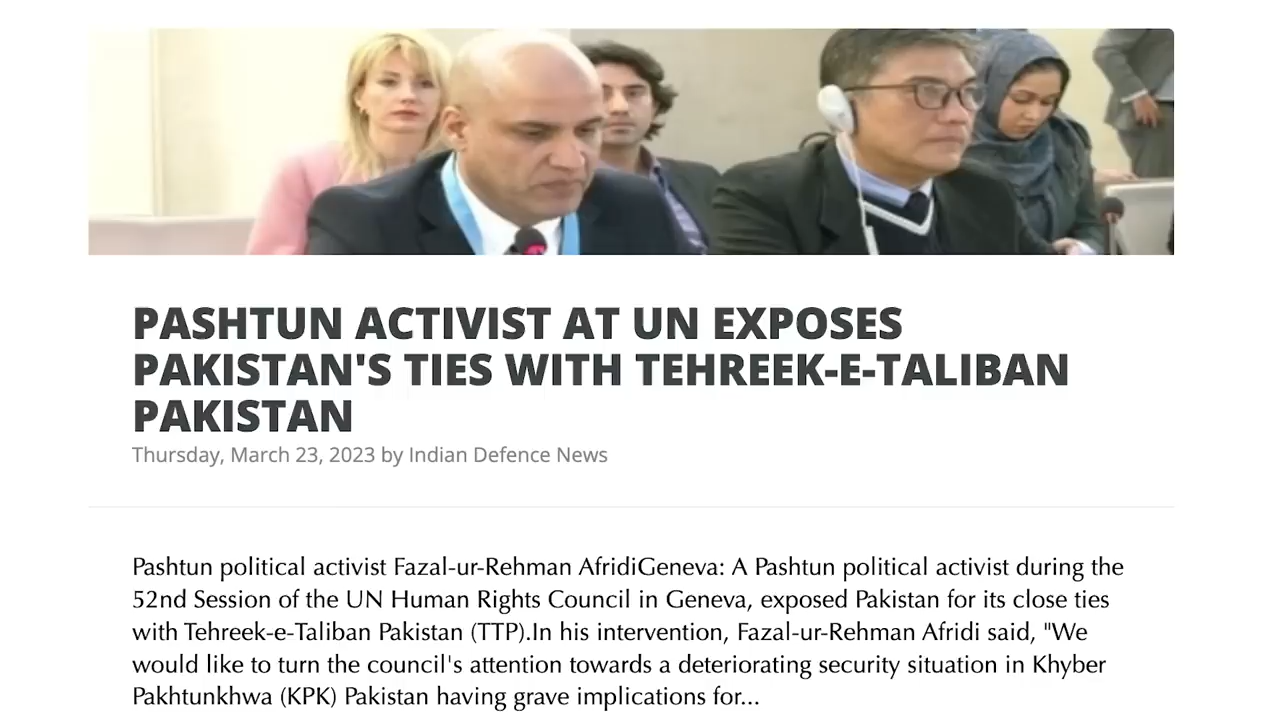 PASHTUN ACTIVIST AT UN EXPOSES
PAKISTAN'S TIES WITH TEHREEK-E-TALIBAN
PAKISTAN
Thursday, March 23, 2023 by Indian Defence News
Pashtun political activist Fazal-ur-Rehman AfridiGeneva: A Pashtun political activist during the
52nd Session of the UN Human Rights Council in Geneva, exposed Pakistan for its close ties
with Tehreek-e-Taliban Pakistan (TTP).In his intervention, Fazal-ur-Rehman Afridi said, "We
would like to turn the council's attention towards a deteriorating security situation in Khyber
Pakhtunkhwa (KPK) Pakistan having grave implications for...